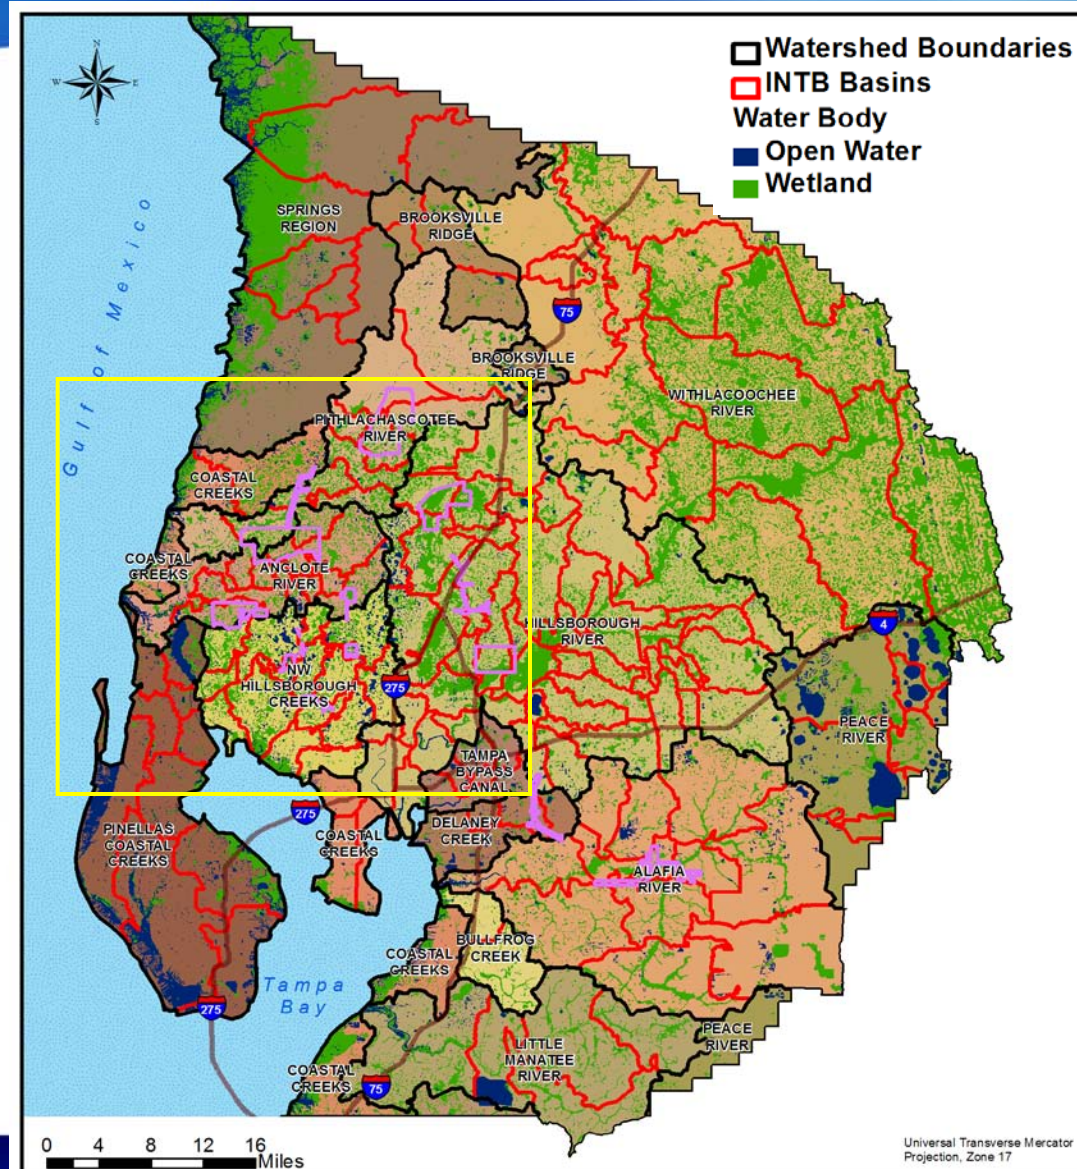 N
W
E
S
Watershed Boundaries
INTB Basins
Water Body
Open Water
Wetland
Gulf of Mexico
SPRINGS
REGION
BROOKSVILLE
RIDGE
75
BROOKSVILLE
RIDGE
WITHLACOOCHEE
RIVER
PITHLACHASCOTEE
RIVER
COASTAL
CREEKS
COASTAL
CREEKS
ANCLOTE
RIVER
HILLSBOROUGH
RIVER
4
NW
HILLSBOROUGH
CREEKS
275
PEACE
RIVER
TAMPA
BYPASS
CANAL
275
PINELLAS
COASTAL
CREEKS
COASTAL
CREEKS
DELANEY
CREEK
ALAFIA
RIVER
COASTAL
CREEKS
BULLFROG
CREEK
Tampa
Bay
275
PEACE
RIVER
LITTLE
MANATEE
RIVER
COASTAL
CREEKS
75
0 4 8 12 16
Miles
Universal Transverse Mercator
Projection, Zone 17